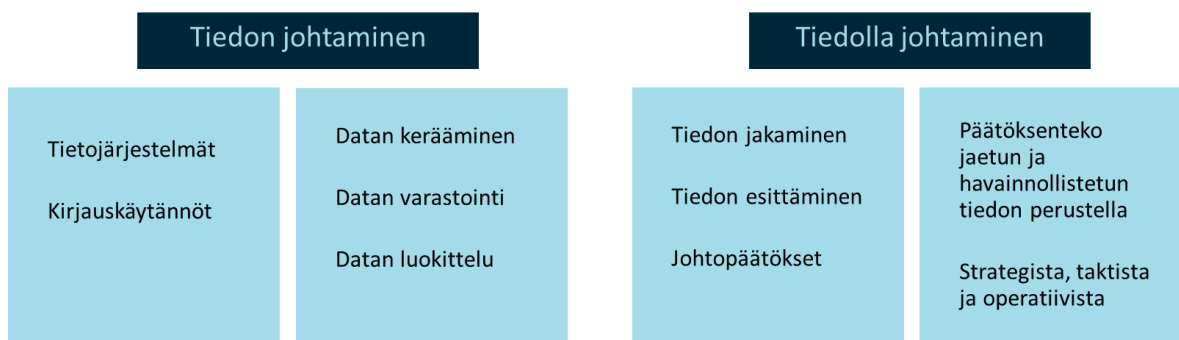 Tiedon johtaminen
Tietojärjestelmät
Kirjauskäytännöt
Datan kerääminen
Datan varastointi
Datan luokittelu
Tiedolla johtaminen
Tiedon jakaminen
Tiedon esittäminen
Johtopäätökset
Päätöksenteko
jaetun ja
havainnollistetun
tiedon perustella
Strategista, taktista
ja operatiivista